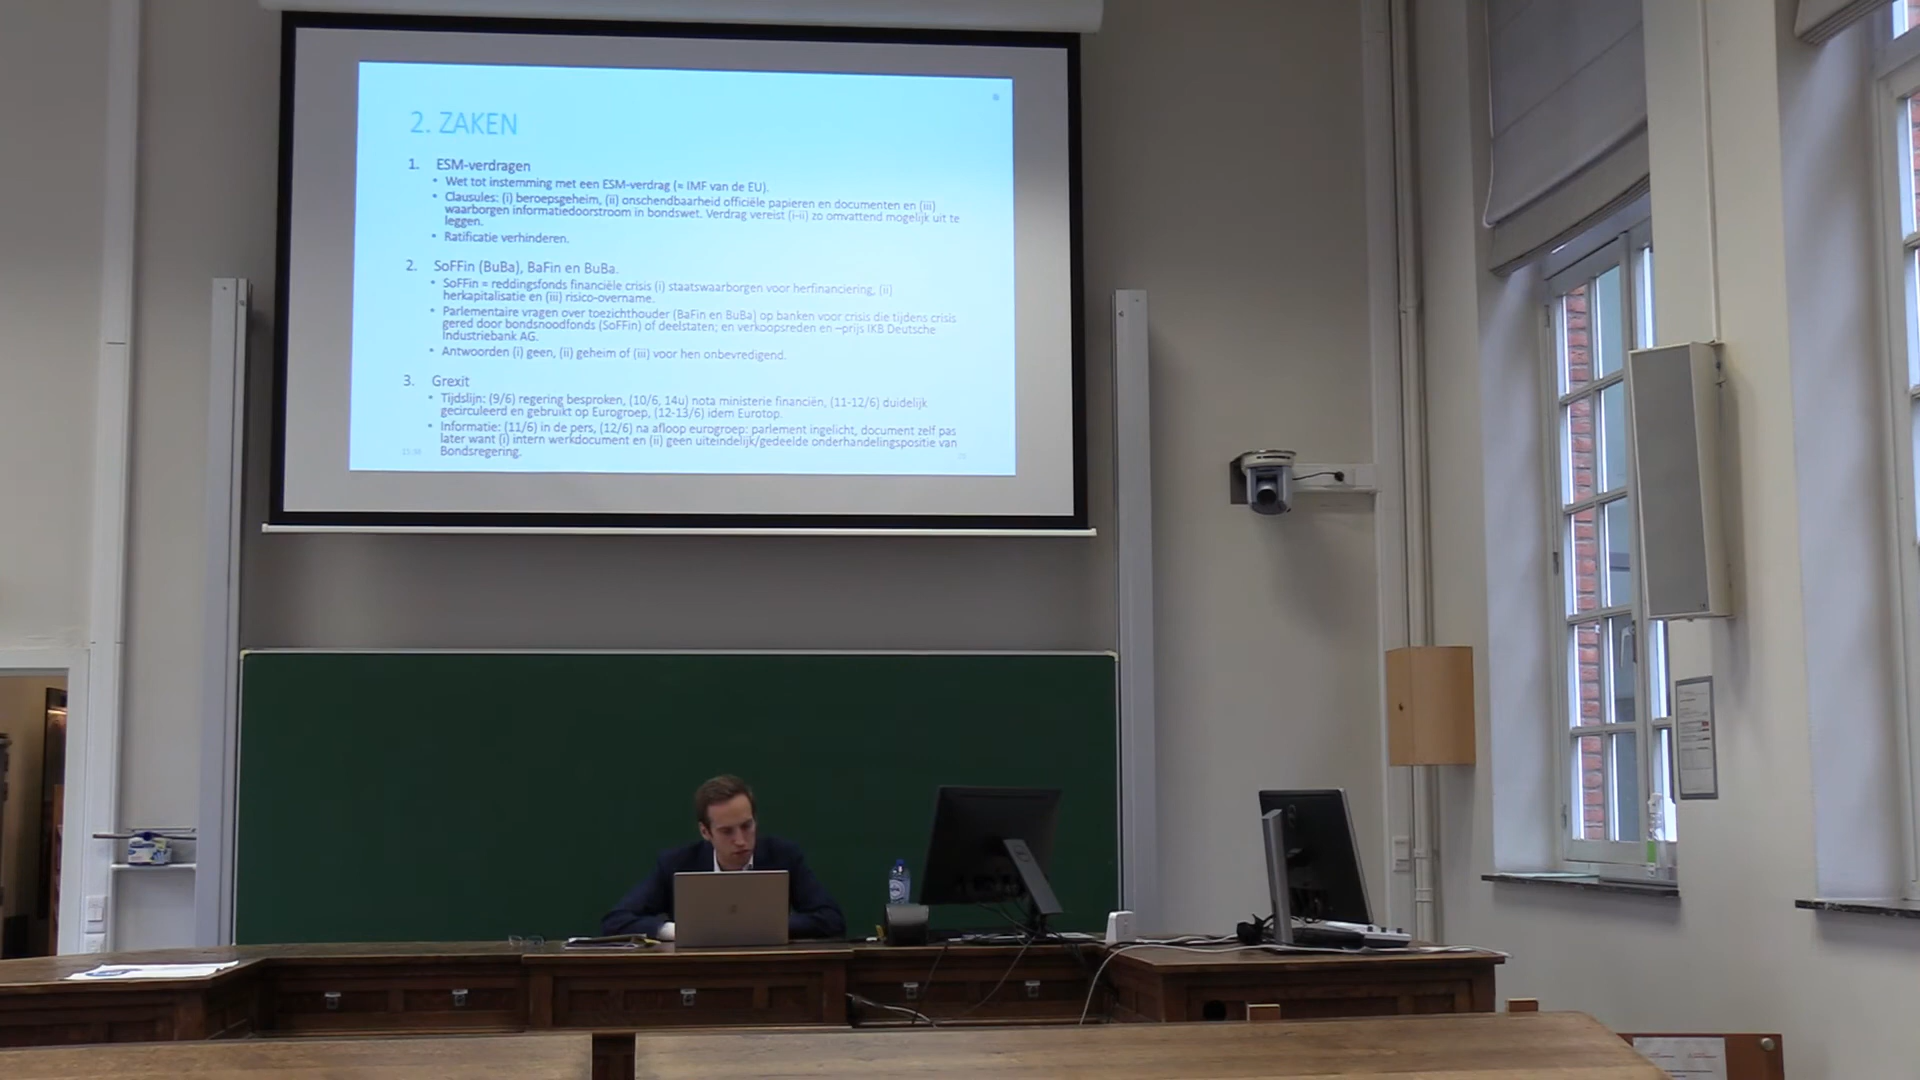 2. ZAKEN
1. ESM-verdragen
• Wet tot instemming met een ESM-verdrag (= IMF van de EU).
• Clausules: (i) beroepsgeheim, (ii) onschendbaarheid officiële papieren en documenten en (iii)
waarborgen informatiedoorstroom in bondswet. Verdrag vereist (i-ii) zo omvattend mogelijk uit te
leggen.
• Ratificatie verhinderen.
2. SoFFin (BuBa), BaFin en BuBa.
• SoFFin = reddingsfonds financiële crisis (i) staatswaarborgen voor herfinanciering, (ii)
herkapitalisatie en (iii) risico-overname.
• Parlementaire vragen over toezichthouder (BaFin en BuBa) op banken voor crisis die tijdens crisis
gered door bondsnoodfonds (SoFFin) of deelstaten; en verkoopsreden en –prijs IKB Deutsche
Industriebank AG.
• Antwoorden (i) geen, (ii) geheim of (iii) voor hen onbevredigend.
3. Grexit
• Tijdslijn: (9/6) regering besproken, (10/6, 14u) nota ministerie financiën, (11-12/6) duidelijk
gecirculeerd en gebruikt op Eurogroep, (12-13/6) idem Eurotop.
• Informatie: (11/6) in de pers, (12/6) na afloop eurogroep: parlement ingelicht, document zelf pas
later want (i) intern werkdocument en (ii) geen uiteindelijk/gedeelde onderhandelingspositie van
Bondsregering.